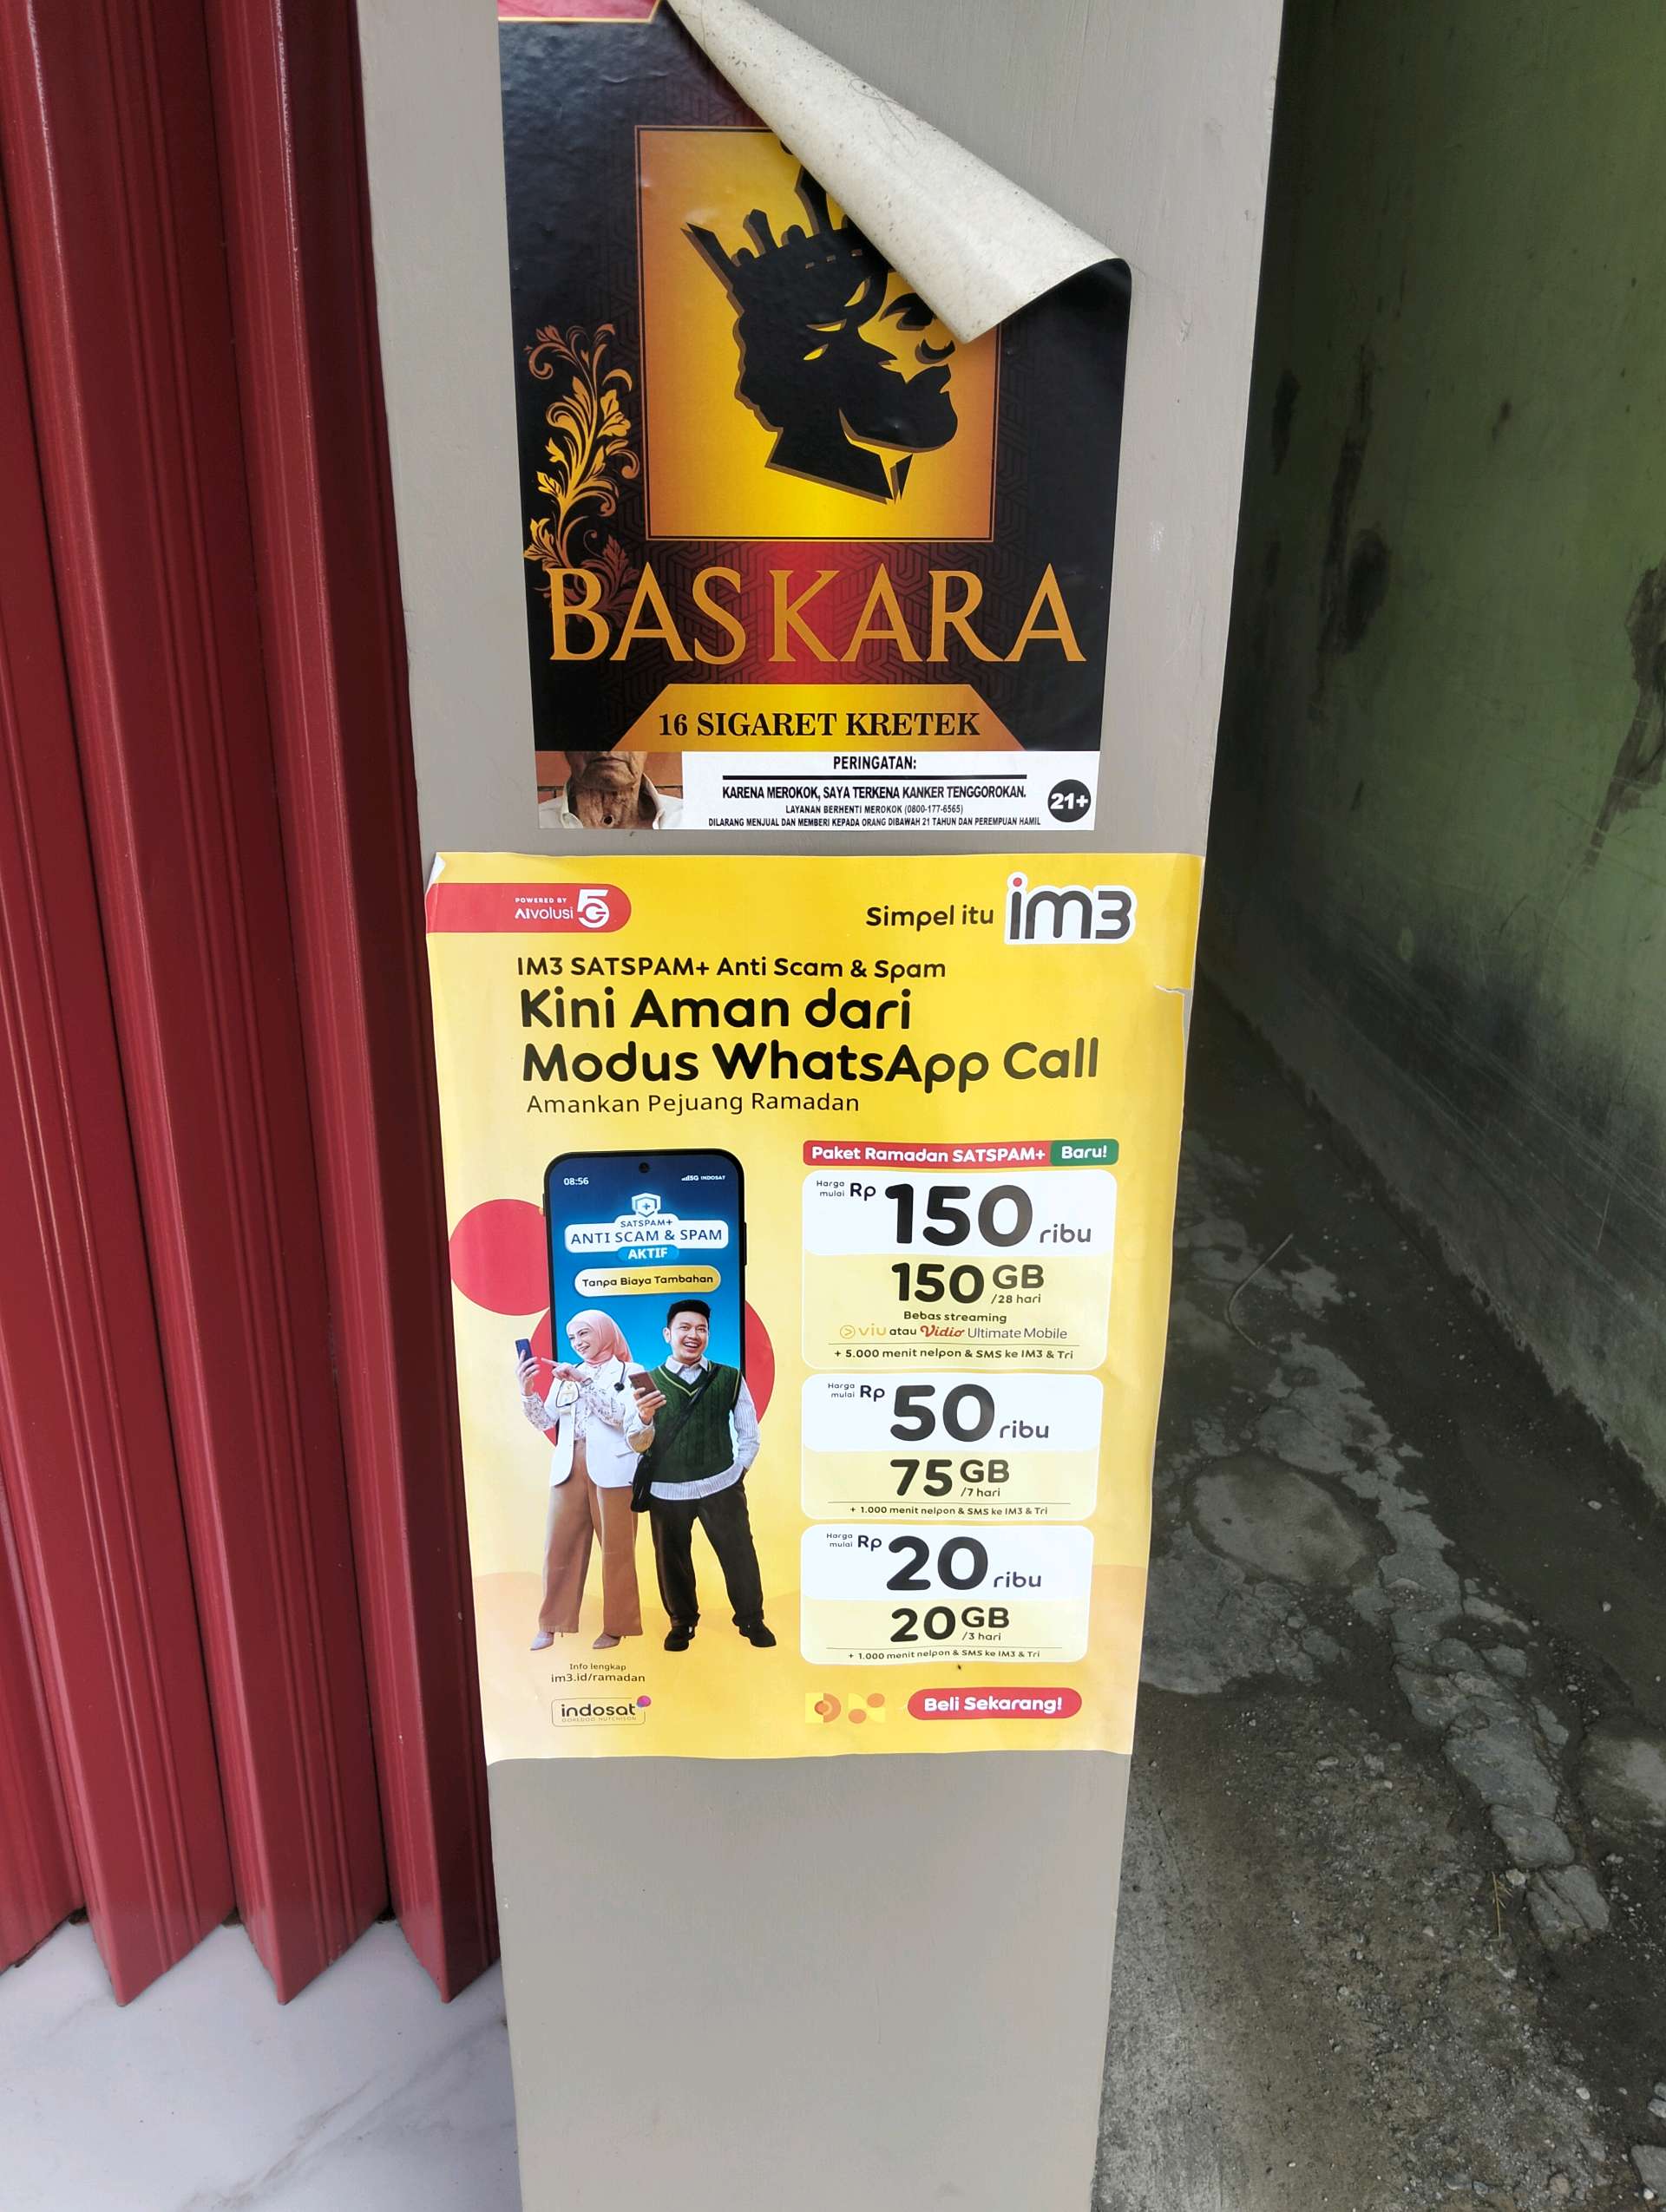 BASKARA
16 SIGARET KRETEK
PERINGATAN:
KARENA MEROKOK, SAYA TERKENA KANKER TENGGOROKAN.
LAYANAN BERHENTI MEROKOK (0800-177-6565)
DILARANG MENJUAL DAN MEMBERI KEPADA ORANG DIBAWAH 21 TAHUN DAN PEREMPUAN HAMIL
21+
POWERED BY
AIvolusi 5G
Simpel itu im3
IM3 SATSPAM+ Anti Scam & Spam
Kini Aman dari
Modus WhatsApp Call
Amankan Pejuang Ramadan
08:56
5G INDOSAT
SATSPAM+
ANTI SCAM & SPAM
AKTIF
Tanpa Biaya Tambahan
Paket Ramadan SATSPAM+ Baru!
Harga mulai Rp 150 ribu
150 GB /28 hari
Bebas streaming
viu atau Vidio Ultimate Mobile
+ 5.000 menit nelpon & SMS ke IM3 & Tri
Harga mulai Rp 50 ribu
75 GB /7 hari
+ 1.000 menit nelpon & SMS ke IM3 & Tri
Harga mulai Rp 20 ribu
20 GB /3 hari
+ 1.000 menit nelpon & SMS ke IM3 & Tri
Info lengkap
im3.id/ramadan
indosat
OOREDOO HUTCHISON
Beli Sekarang!